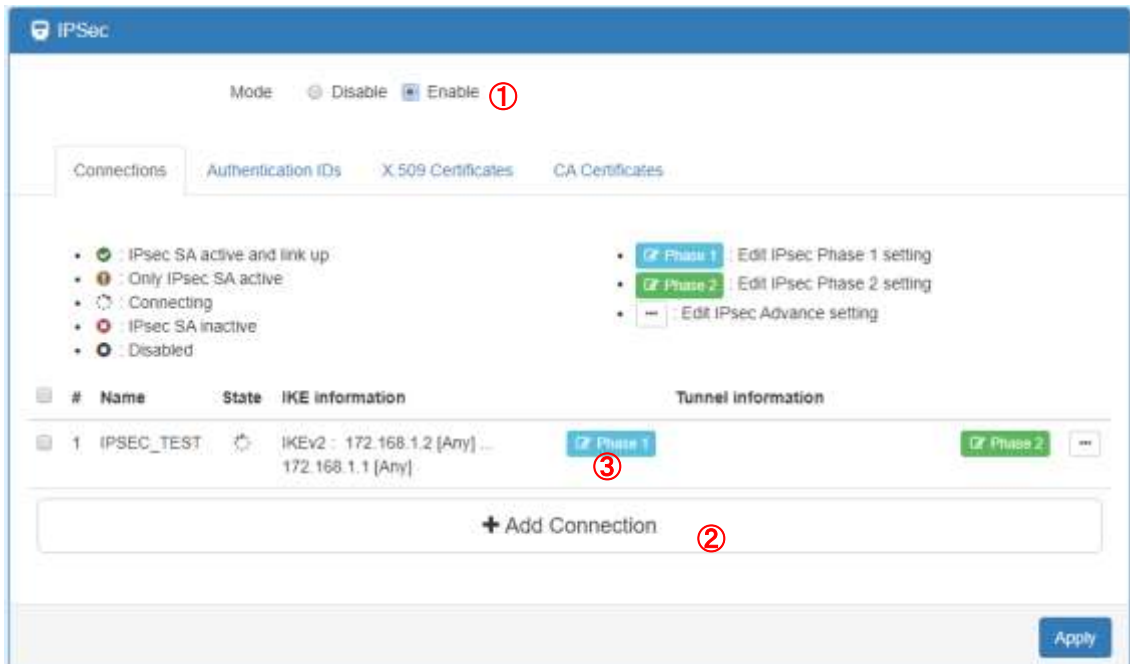 IPSec
Mode Disable Enable ①
Connections Authentication IDs X.509 Certificates CA Certificates
: IPsec SA active and link up
: Only IPsec SA active
: Connecting
: IPsec SA inactive
: Disabled
Phase 1 : Edit IPsec Phase 1 setting
Phase 2 : Edit IPsec Phase 2 setting
··· : Edit IPsec Advance setting
# Name State IKE information Tunnel information
1 IPSEC_TEST IKEv2 : 172.168.1.2 [Any] ... Phase 1 Phase 2 ···
172.168.1.1 [Any] ③
+ Add Connection ②
Apply